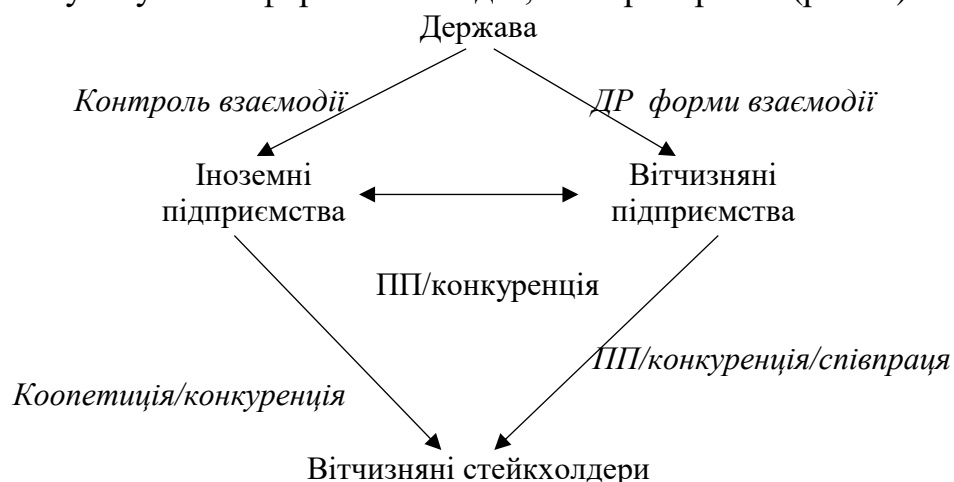 Держава
Контроль взаємодії
ДР форми взаємодії
Іноземні
підприємства
Вітчизняні
підприємства
ПП/конкуренція
ПП/конкуренція/співпраця
Коопетиція/конкуренція
Вітчизняні стейкхолдери